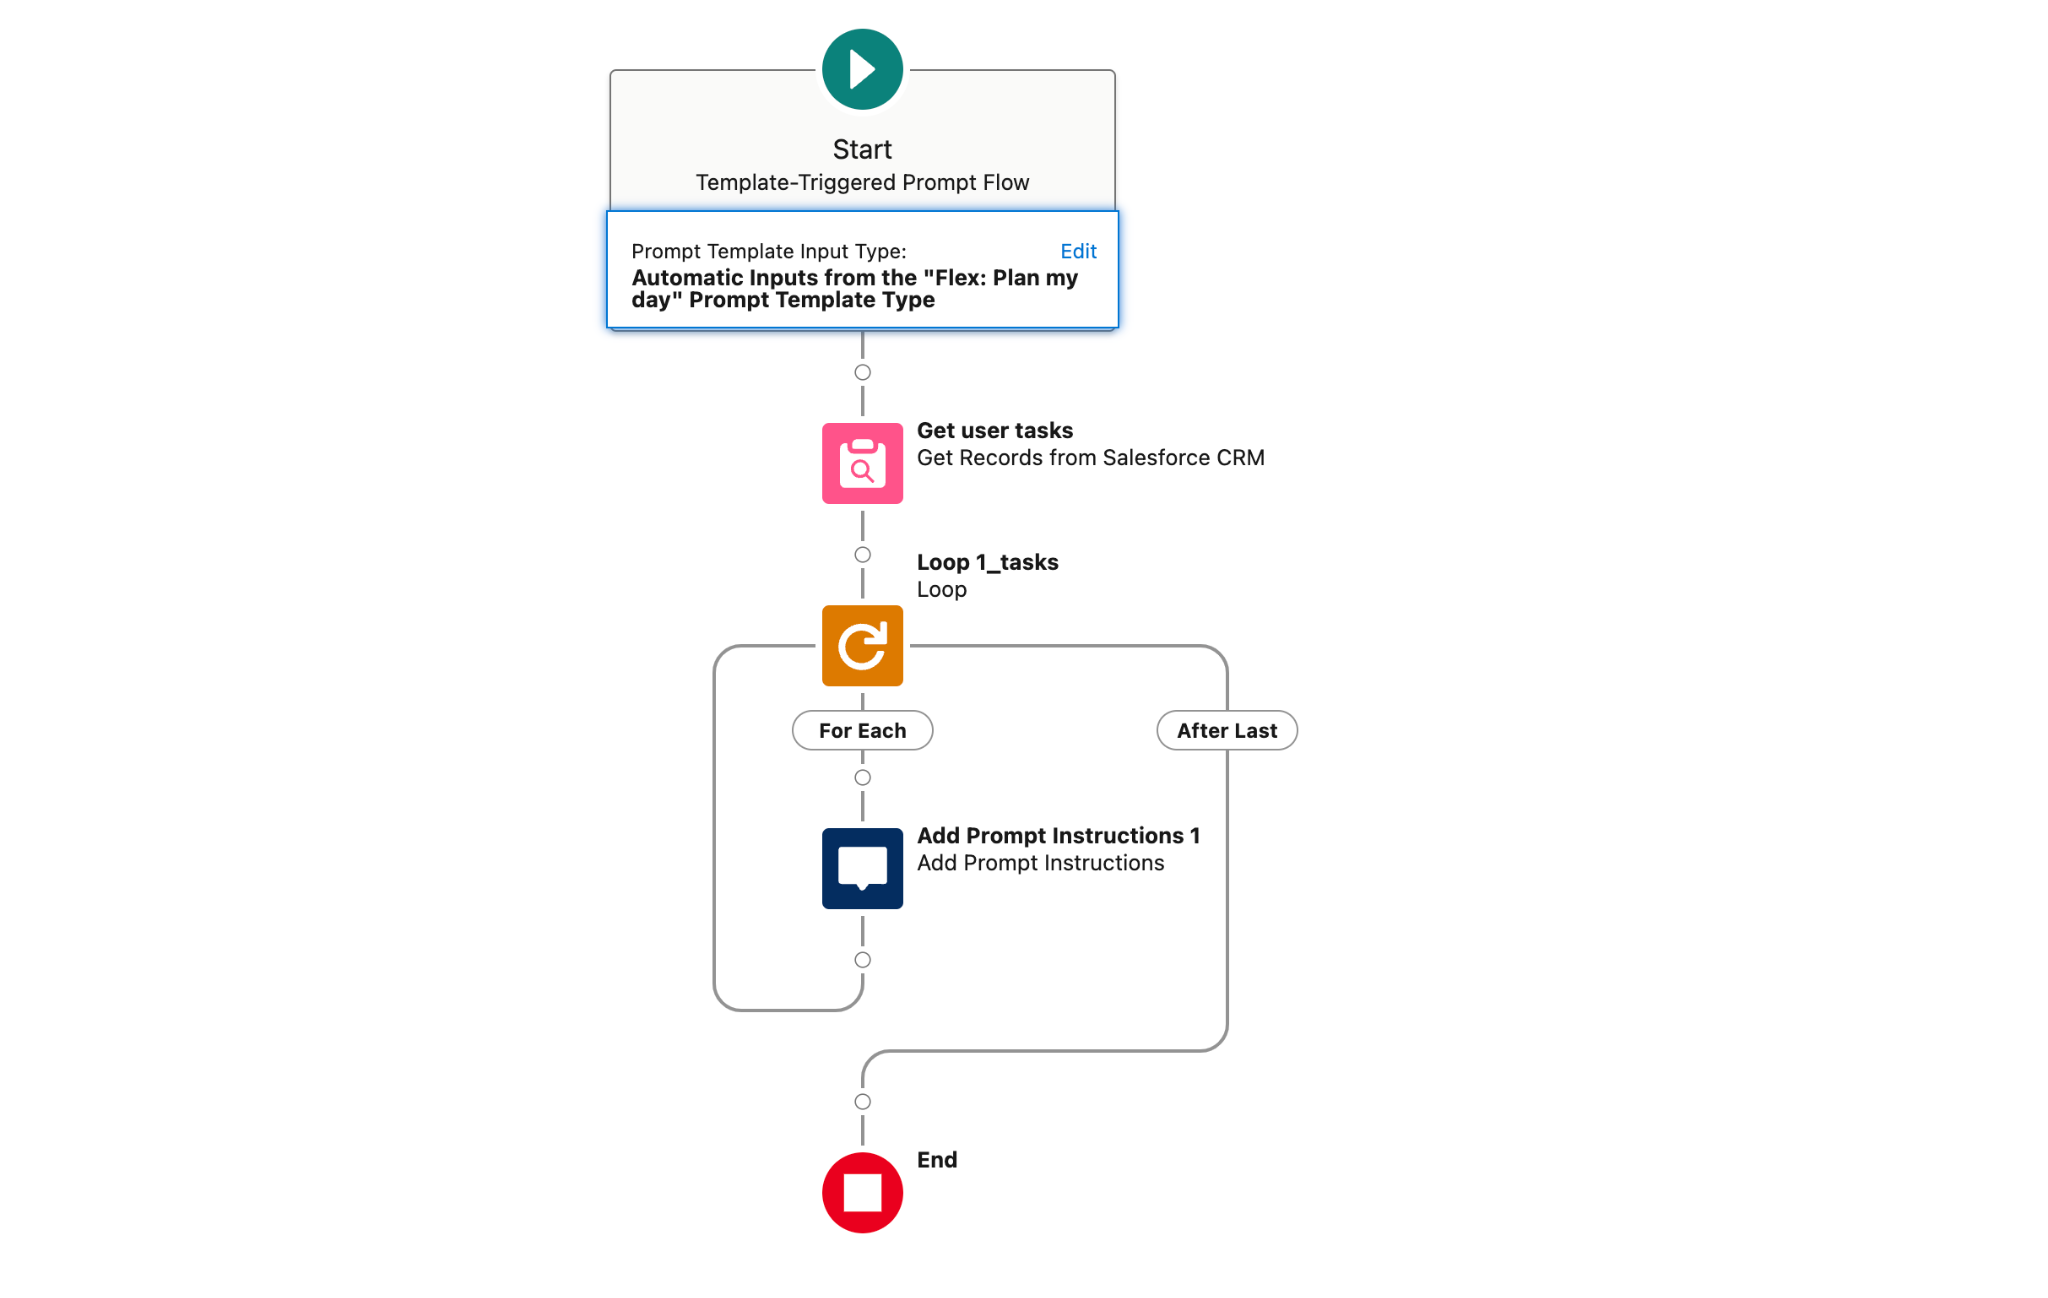 Start
Template-Triggered Prompt Flow
Prompt Template Input Type:
Edit
Automatic Inputs from the "Flex: Plan my
day" Prompt Template Type
Get user tasks
Get Records from Salesforce CRM
Loop 1_tasks
Loop
For Each
After Last
Add Prompt Instructions 1
Add Prompt Instructions
End